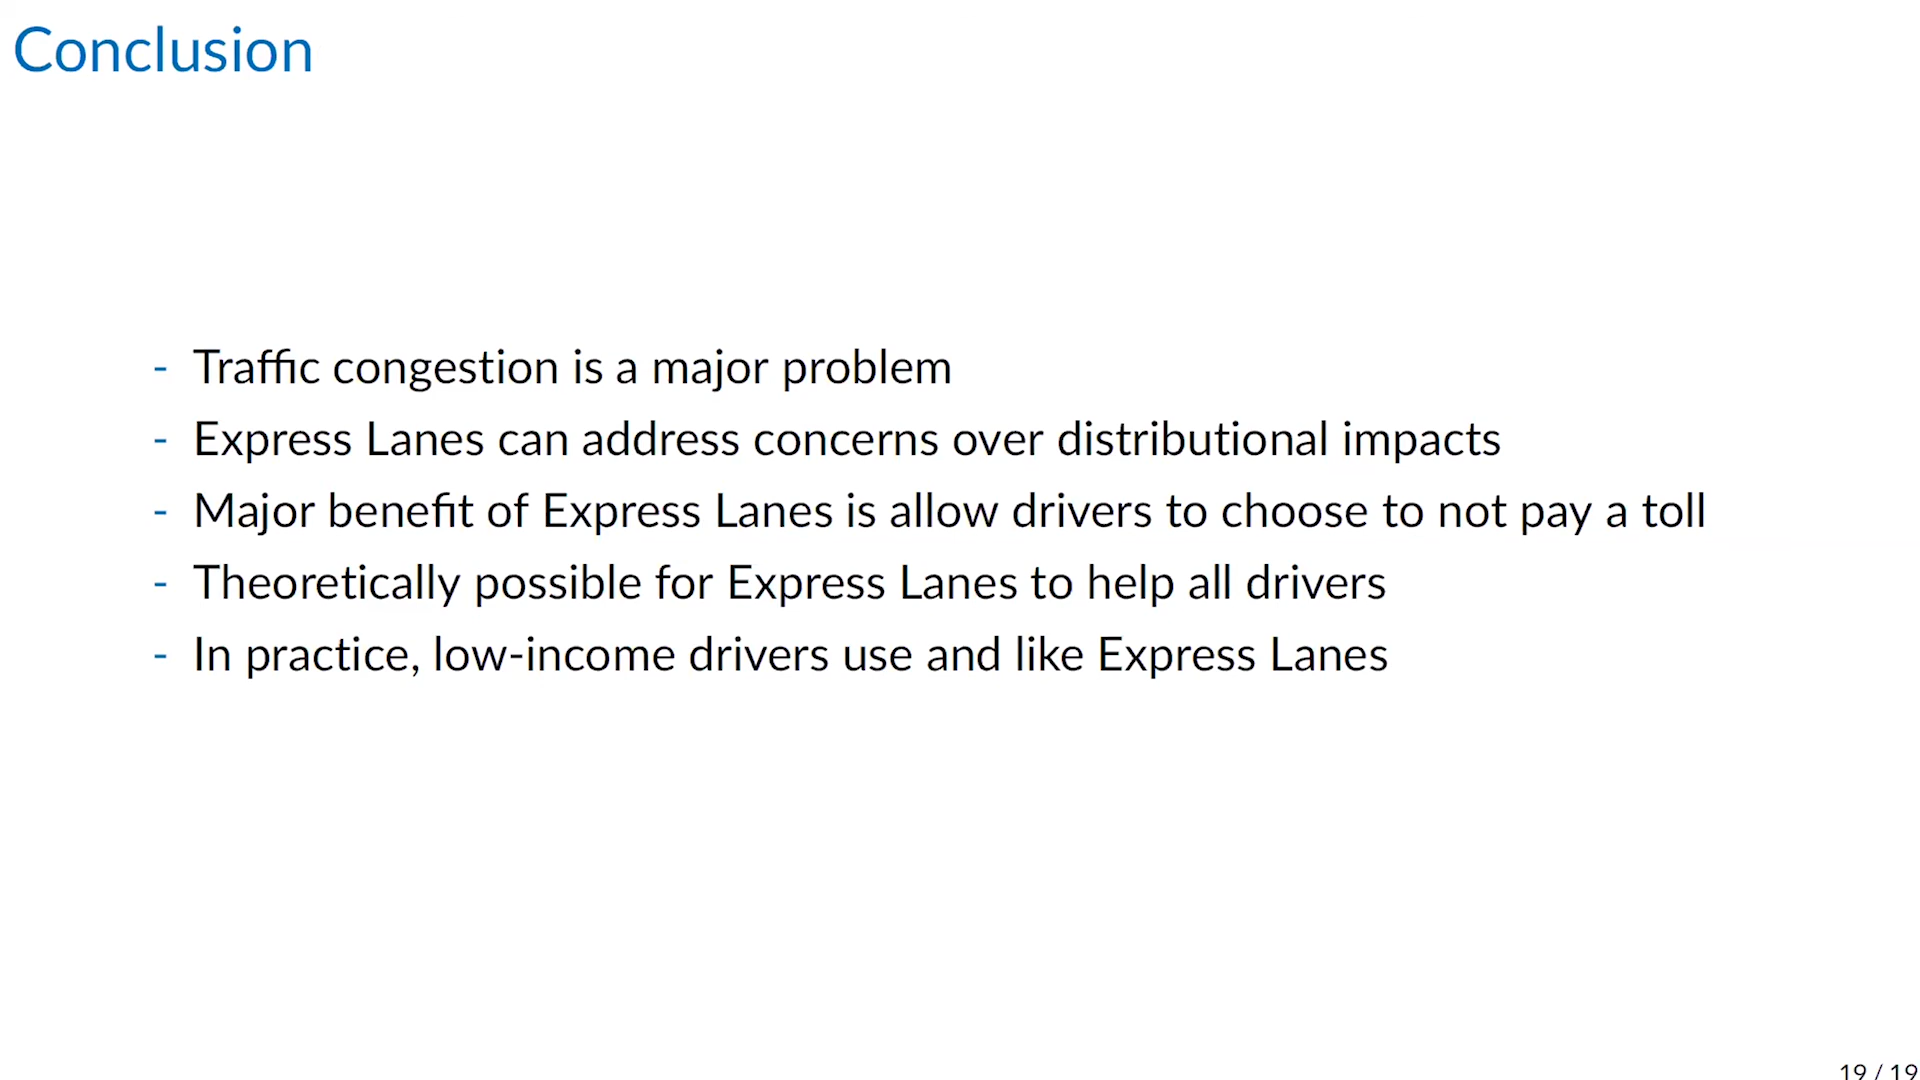 Conclusion
- Traffic congestion is a major problem
- Express Lanes can address concerns over distributional impacts
- Major benefit of Express Lanes is allow drivers to choose to not pay a toll
- Theoretically possible for Express Lanes to help all drivers
- In practice, low-income drivers use and like Express Lanes
19 / 19